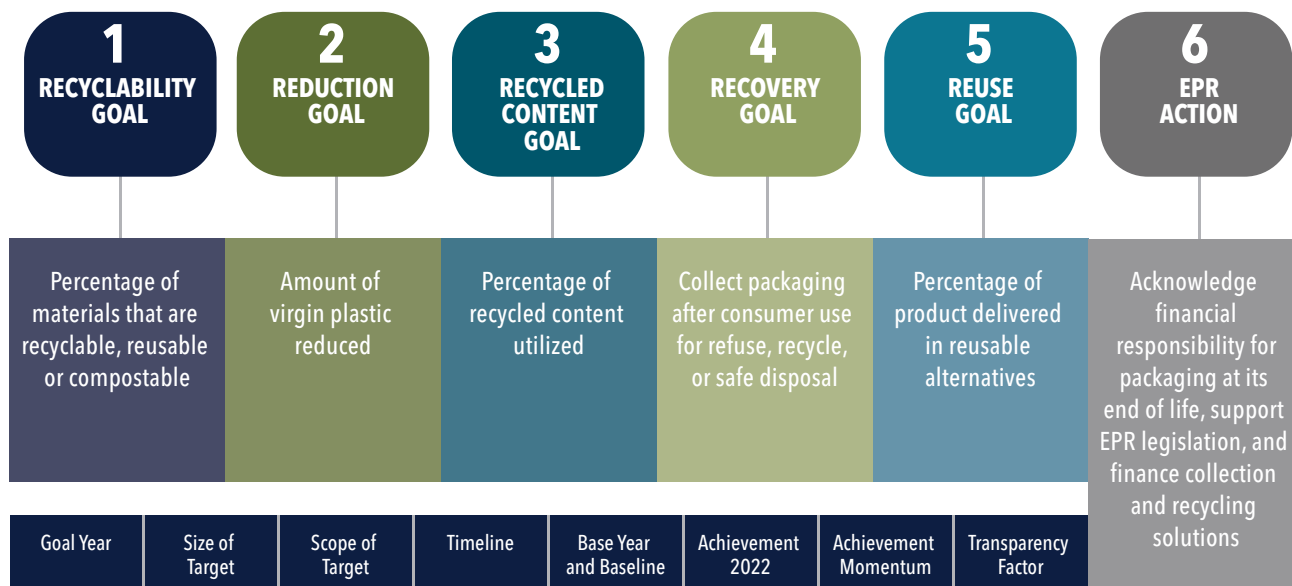 1
RECYCLABILITY
GOAL
2
REDUCTION
GOAL
3
RECYCLED
CONTENT
GOAL
4
RECOVERY
GOAL
5
REUSE
GOAL
6
EPR
ACTION
Percentage of
materials that are
recyclable, reusable
or compostable
Amount of
virgin plastic
reduced
Percentage of
recycled content
utilized
Collect packaging
after consumer use
for refuse, recycle,
or safe disposal
Percentage of
product delivered
in reusable
alternatives
Acknowledge
financial
responsibility for
packaging at its
end of life, support
EPR legislation, and
finance collection
and recycling
solutions
Goal Year
Size of
Target
Scope of
Target
Timeline
Base Year
and Baseline
Achievement
2022
Achievement
Momentum
Transparency
Factor